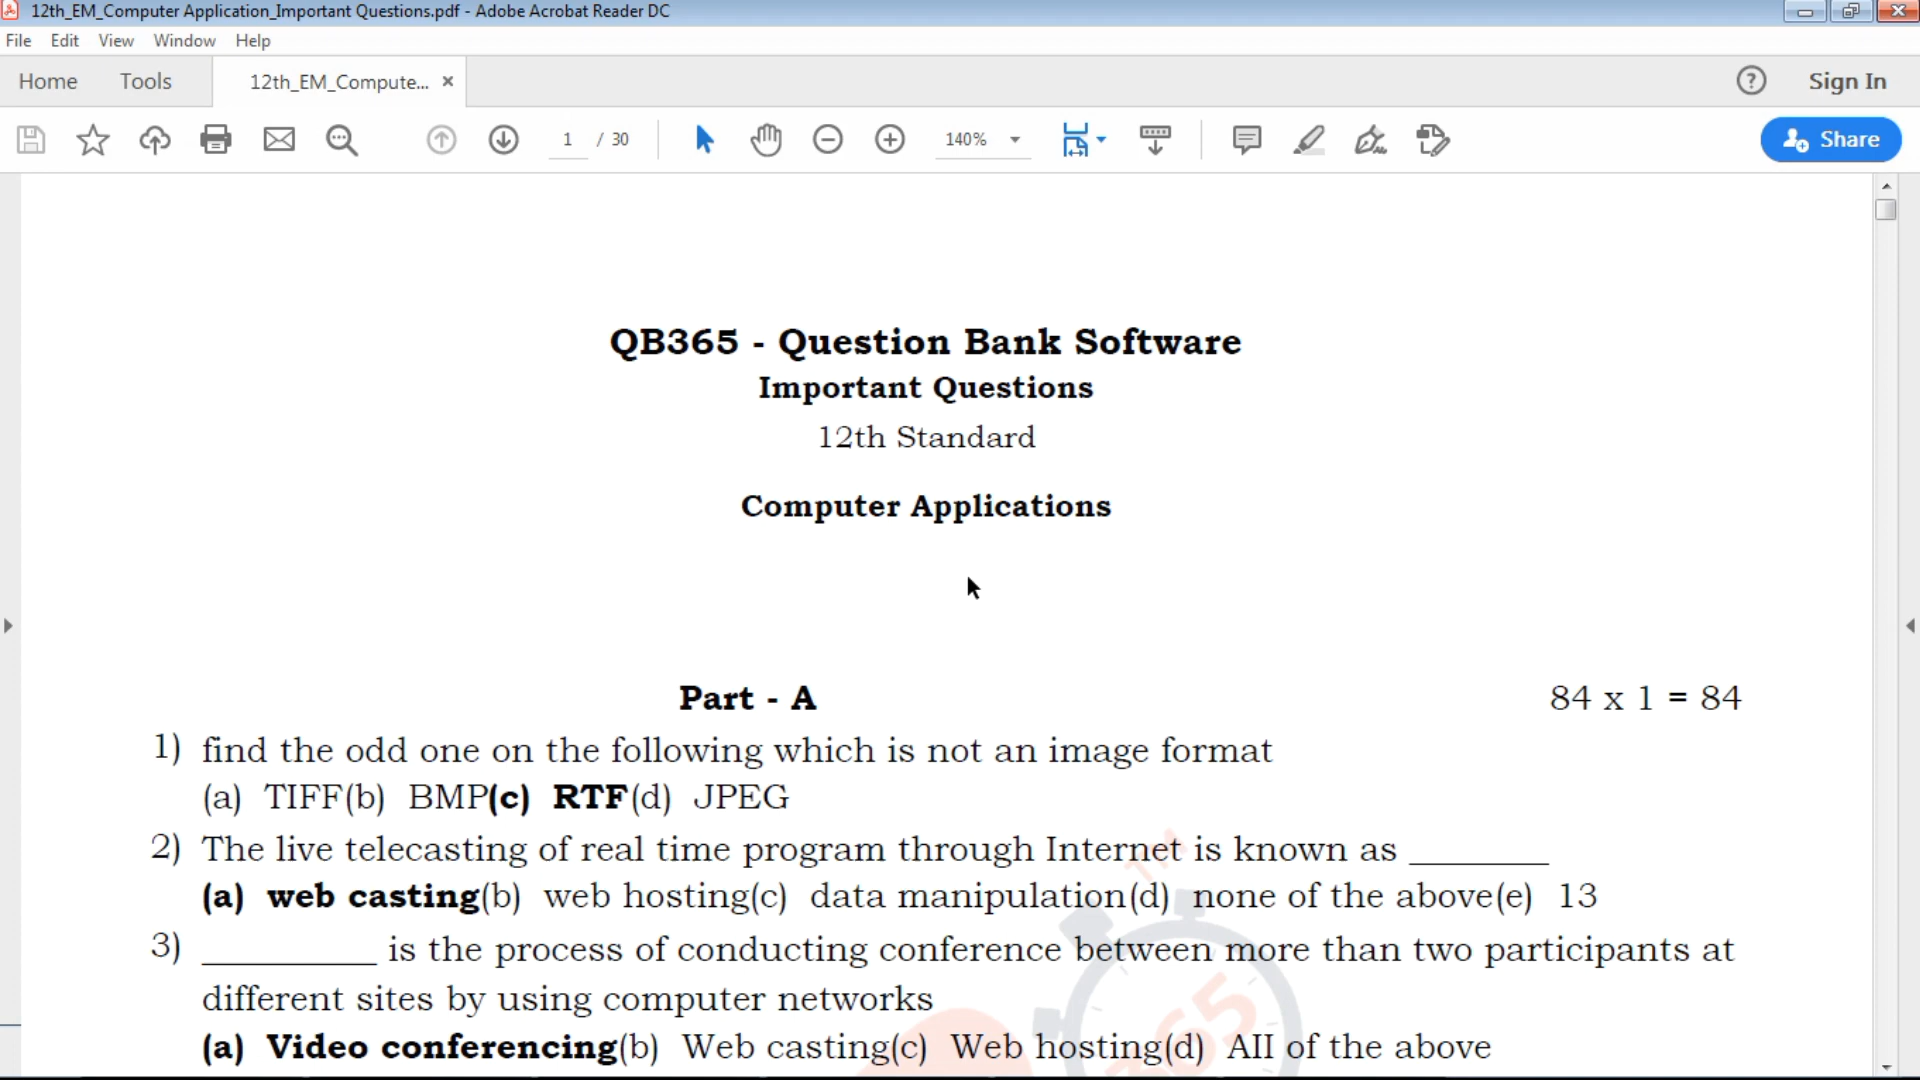 12th_EM_Computer Application_Important Questions.pdf - Adobe Acrobat Reader DC
File Edit View Window Help
Home Tools 12th_EM_Compute... Sign In
1 / 30 140% Share
QB365 - Question Bank Software
Important Questions
12th Standard
Computer Applications
Part - A 84 x 1 = 84
1) find the odd one on the following which is not an image format
(a) TIFF(b) BMP(c) RTF(d) JPEG
2) The live telecasting of real time program through Internet is known as ________
(a) web casting(b) web hosting(c) data manipulation(d) none of the above(e) 13
3) __________ is the process of conducting conference between more than two participants at
different sites by using computer networks
(a) Video conferencing(b) Web casting(c) Web hosting(d) AII of the above
TM
365